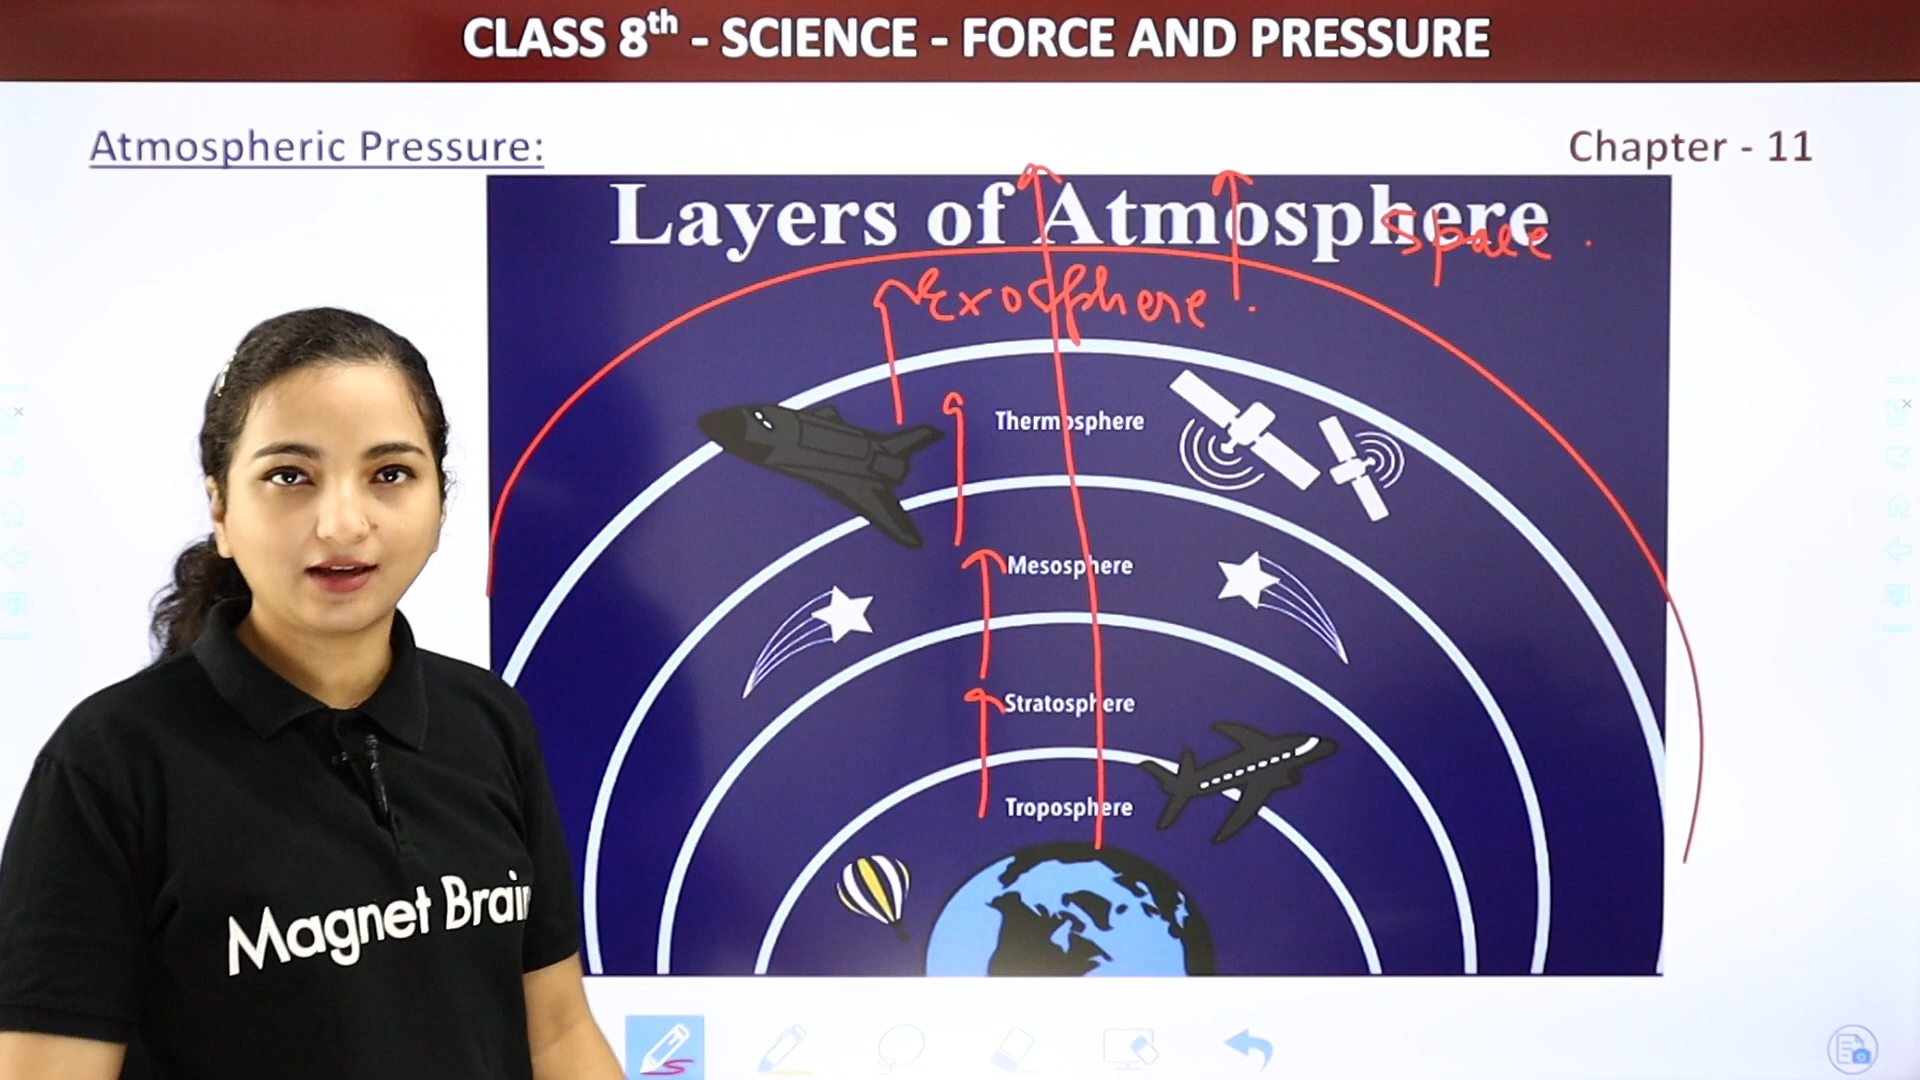 CLASS 8th - SCIENCE - FORCE AND PRESSURE
Atmospheric Pressure:
Chapter - 11
Layers of Atmosphere
Space
Exosphere
Thermosphere
Mesosphere
Stratosphere
Troposphere
Magnet Brain